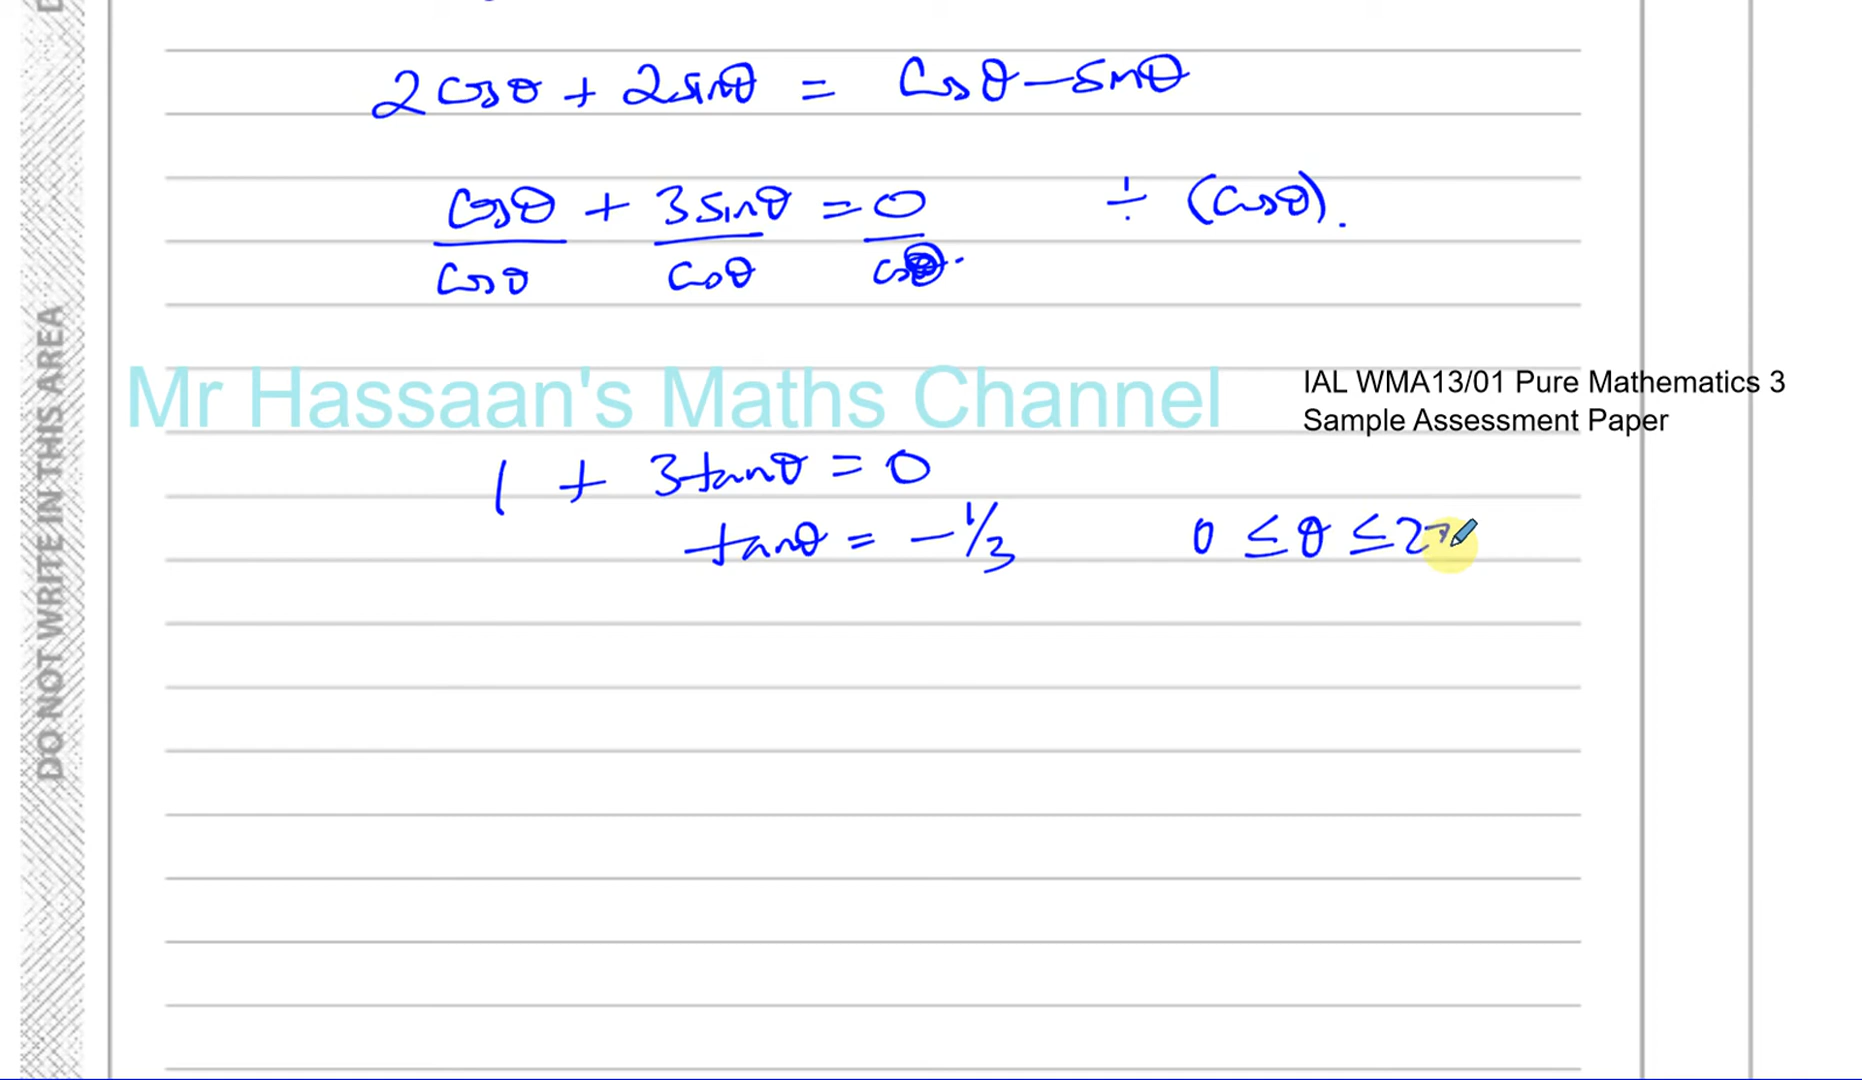 2cosθ + 2sinθ = cosθ - sinθ
cosθ + 3sinθ = 0 ÷ (cosθ).
cosθ cosθ cosθ.
Mr Hassaan's Maths Channel
IAL WMA13/01 Pure Mathematics 3
Sample Assessment Paper
1 + 3tanθ = 0
tanθ = -1/3 0 ≤ θ ≤ 2π
DO NOT WRITE IN THIS AREA